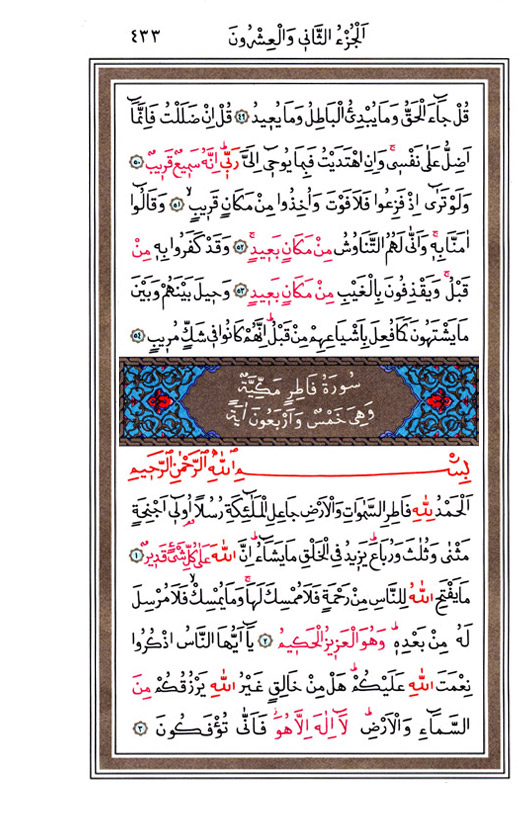 اَلْجُزْءُ الثَّانٖى وَالْعِشْرُونَ ٤٣٣
قُلْ جَٓاءَ الْحَقُّ وَمَا يُبْدِئُ الْبَاطِلُ وَمَا يُعٖيدُ ﴿٤٩﴾ قُلْ اِنْ ضَلَلْتُ فَاِنَّمَٓا
اَضِلُّ عَلٰى نَفْسٖىۚ وَاِنِ اهْتَدَيْتُ فَبِمَا يُوحٖٓى اِلَیَّ رَبّٖىؕ اِنَّهُ سَمٖيعٌ قَرٖيبٌ ﴿٥٠﴾
وَلَوْ تَرٰٓى اِذْ فَزِعُوا فَلَا فَوْتَ وَاُخِذُوا مِنْ مَكَانٍ قَرٖيبٍۙ ﴿٥١﴾ وَقَالُٓوا
اٰمَنَّا بِهٖۚ وَاَنّٰى لَهُمُ التَّنَاوُشُ مِنْ مَكَانٍ بَعٖيدٍۚ ﴿٥٢﴾ وَقَدْ كَفَرُوا بِهٖ مِنْ
قَبْلُۚ وَيَقْذِفُونَ بِالْغَيْبِ مِنْ مَكَانٍ بَعٖيدٍ ﴿٥٣﴾ وَحٖيلَ بَيْنَهُمْ وَبَيْنَ
مَا يَشْتَهُونَ كَمَا فُعِلَ بِاَشْيَاعِهِمْ مِنْ قَبْلُؕ اِنَّهُمْ كَانُوا فٖى شَكٍّ مُرٖيبٍ ﴿٥٤﴾
سُورَةُ فَاطِرٍ مَكِّيَّةٌ
وَهِىَ خَمْسٌ وَاَرْبَعُونَ اٰيَةً
بِسْمِ اللّٰهِ الرَّحْمٰنِ الرَّحٖيمِ
اَلْحَمْدُ لِلّٰهِ فَاطِرِ السَّمٰوَاتِ وَالْاَرْضِ جَاعِلِ الْمَلٰٓئِكَةِ رُسُلًا اُولٖٓى اَجْنِحَةٍ
مَثْنٰى وَثُلٰثَ وَرُبَاعَؕ يَزٖيدُ فِى الْخَلْقِ مَا يَشَٓاءُؕ اِنَّ اللّٰهَ عَلٰى كُلِّ شَیْءٍ قَدٖيرٌ ﴿١﴾
مَا يَفْتَحِ اللّٰهُ لِلنَّاسِ مِنْ رَحْمَةٍ فَلَا مُمْسِكَ لَهَاۚ وَمَا يُمْسِكْۙ فَلَا مُرْسِلَ
لَهُ مِنْ بَعْدِهٖؕ وَهُوَ الْعَزٖيزُ الْحَكٖيمُ ﴿٢﴾ يَٓا اَيُّهَا النَّاسُ اذْكُرُوا
نِعْمَتَ اللّٰهِ عَلَيْكُمْؕ هَلْ مِنْ خَالِقٍ غَيْرُ اللّٰهِ يَرْزُقُكُمْ مِنَ
السَّمَٓاءِ وَالْاَرْضِؕ لَٓا اِلٰهَ اِلَّا هُوَؗ فَاَنّٰى تُؤْفَكُونَ ﴿٣﴾